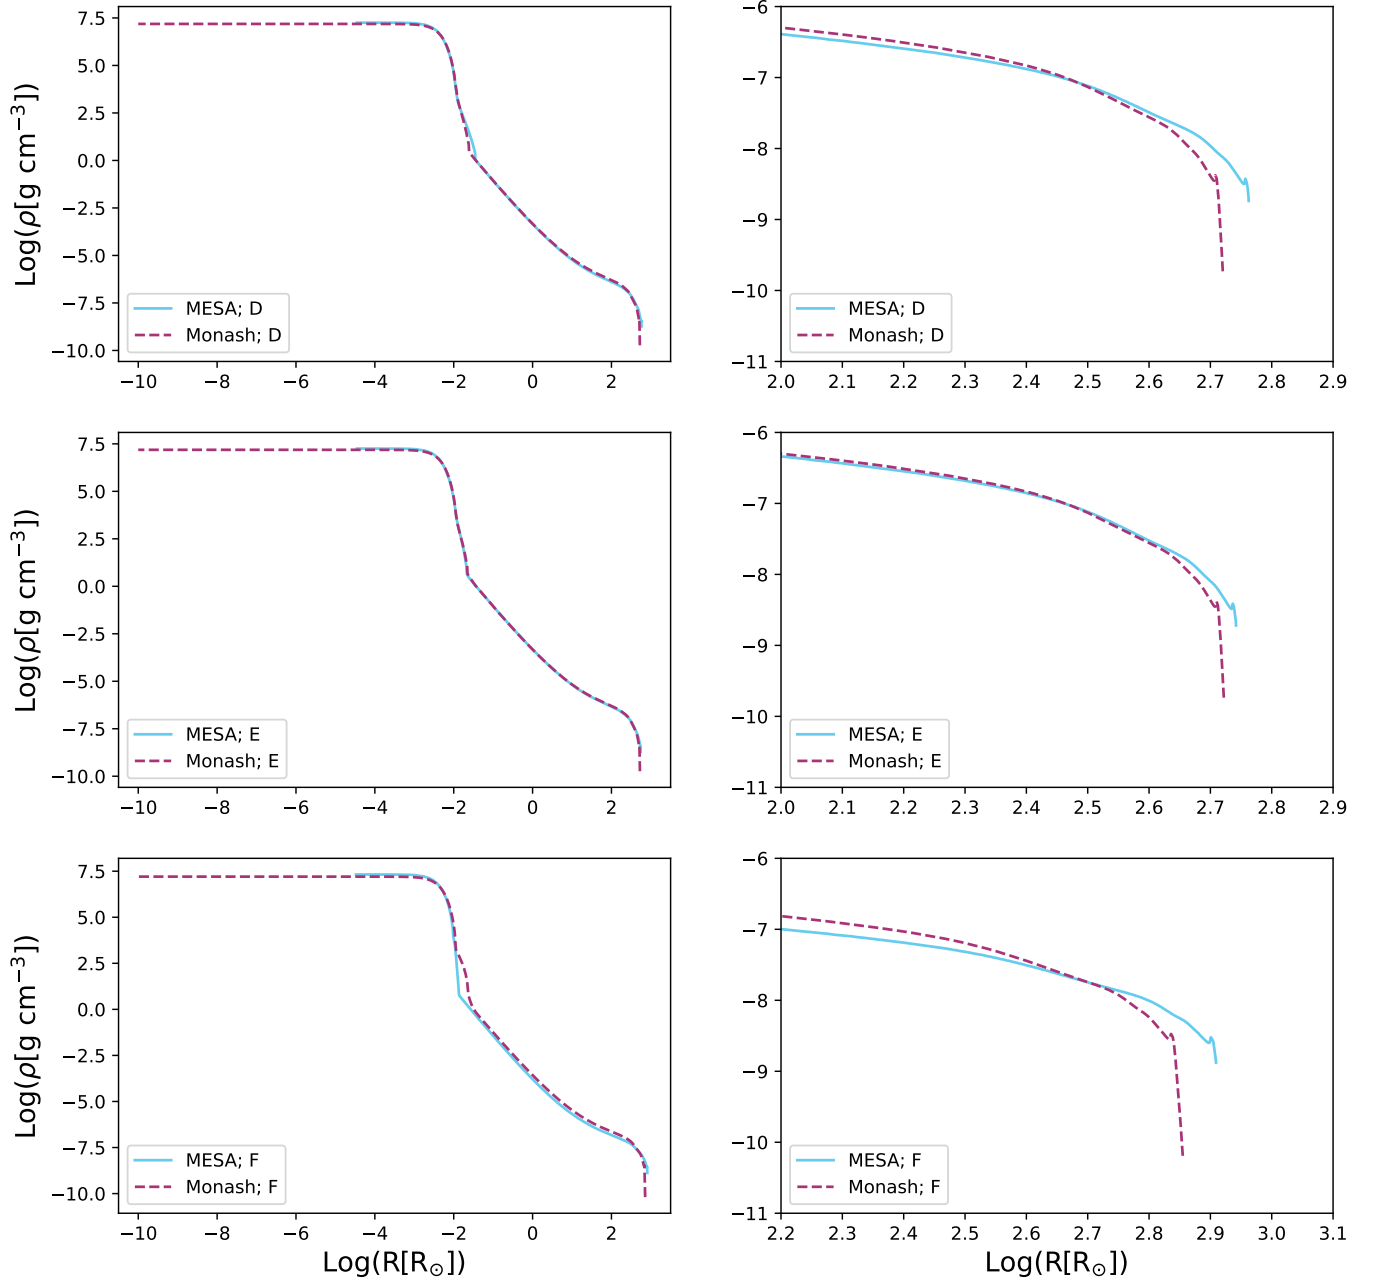 7.5
5.0
2.5
0.0
−2.5
−5.0
−7.5
−10.0
Log(ρ[g cm⁻³])
MESA; D
Monash; D
−10 −8 −6 −4 −2 0 2
−6
−7
−8
−9
−10
−11
MESA; D
Monash; D
2.0 2.1 2.2 2.3 2.4 2.5 2.6 2.7 2.8 2.9
7.5
5.0
2.5
0.0
−2.5
−5.0
−7.5
−10.0
Log(ρ[g cm⁻³])
MESA; E
Monash; E
−10 −8 −6 −4 −2 0 2
−6
−7
−8
−9
−10
−11
MESA; E
Monash; E
2.0 2.1 2.2 2.3 2.4 2.5 2.6 2.7 2.8 2.9
7.5
5.0
2.5
0.0
−2.5
−5.0
−7.5
−10.0
Log(ρ[g cm⁻³])
MESA; F
Monash; F
−10 −8 −6 −4 −2 0 2
Log(R[R☉])
−6
−7
−8
−9
−10
−11
MESA; F
Monash; F
2.2 2.3 2.4 2.5 2.6 2.7 2.8 2.9 3.0 3.1
Log(R[R☉])